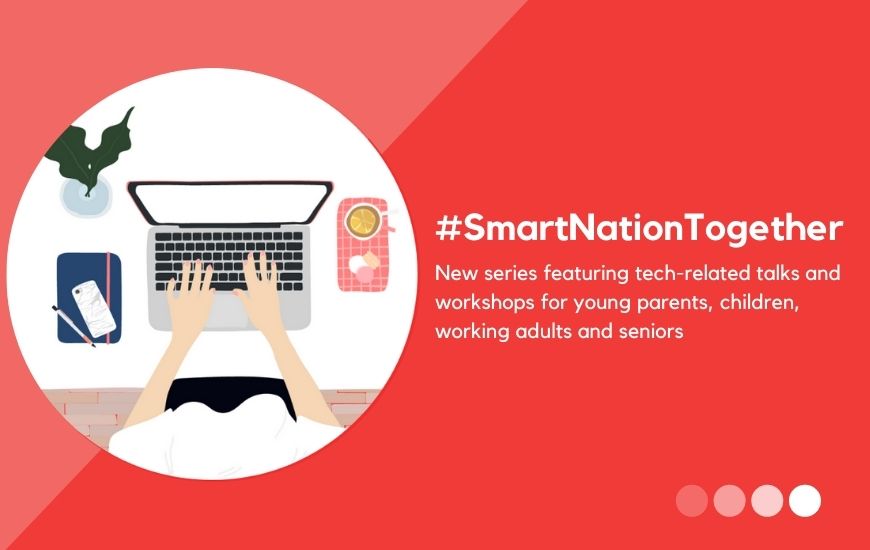 #SmartNationTogether
New series featuring tech-related talks and
workshops for young parents, children,
working adults and seniors